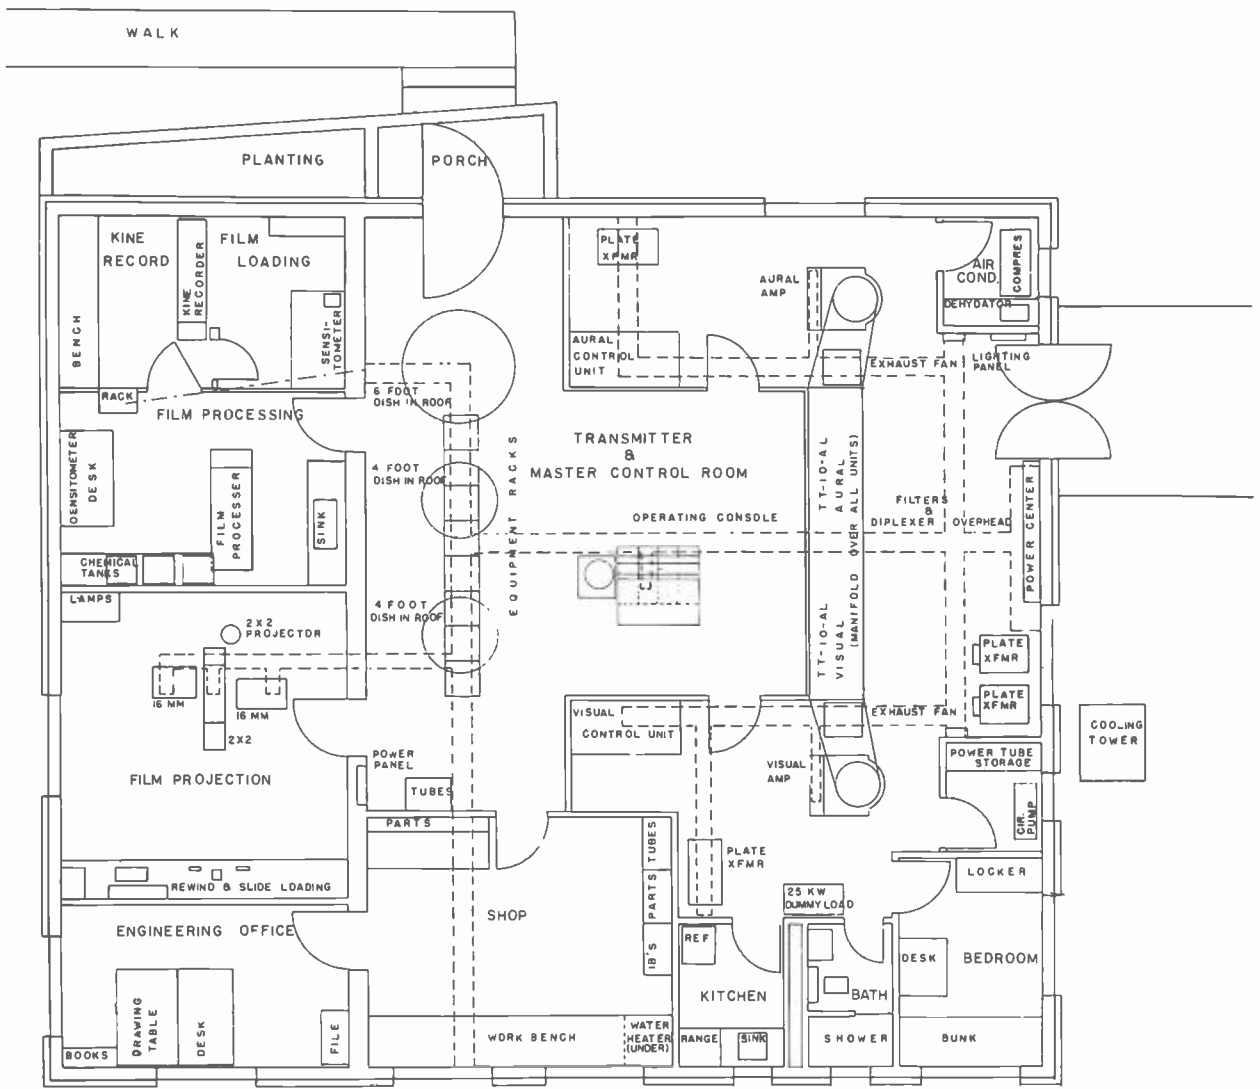 WALK
PLANTING
PORCH
KINE
RECORD
KINE
RECORDER
FILM
LOADING
BENCH
SENSI-
TOMETER
PLATE
XFMR
AURAL
AMP
AIR
COND.
COMPRES
DEHYDATOR
AURAL
CONTROL
UNIT
EXHAUST FAN
LIGHTING
PANEL
RACK
FILM PROCESSING
6 FOOT
DISH IN ROOF
DENSITOMETER
DESK
FILM
PROCESSER
SINK
4 FOOT
DISH IN ROOF
EQUIPMENT RACKS
TRANSMITTER
&
MASTER CONTROL ROOM
OPERATING CONSOLE
TT-10-AL
AURAL
TT-10-AL
VISUAL
(MANIFOLD OVER ALL UNITS)
FILTERS
&
DIPLEXER OVERHEAD
POWER CENTER
CHEMICAL
TANKS
LAMPS
4 FOOT
DISH IN ROOF
2X2
PROJECTOR
16 MM
16 MM
2X2
FILM PROJECTION
PLATE
XFMR
PLATE
XFMR
VISUAL
CONTROL UNIT
EXHAUST FAN
COOLING
TOWER
POWER
PANEL
TUBES
VISUAL
AMP
POWER TUBE
STORAGE
CIR.
PUMP
PARTS
TUBES
PARTS
IB'S
PLATE
XFMR
25 KW
DUMMY LOAD
LOCKER
REWIND & SLIDE LOADING
ENGINEERING OFFICE
SHOP
REF
DESK
BEDROOM
KITCHEN
BATH
BOOKS
DRAWING
TABLE
DESK
FILE
WORK BENCH
WATER
HEATER
(UNDER)
RANGE
SINK
SHOWER
BUNK